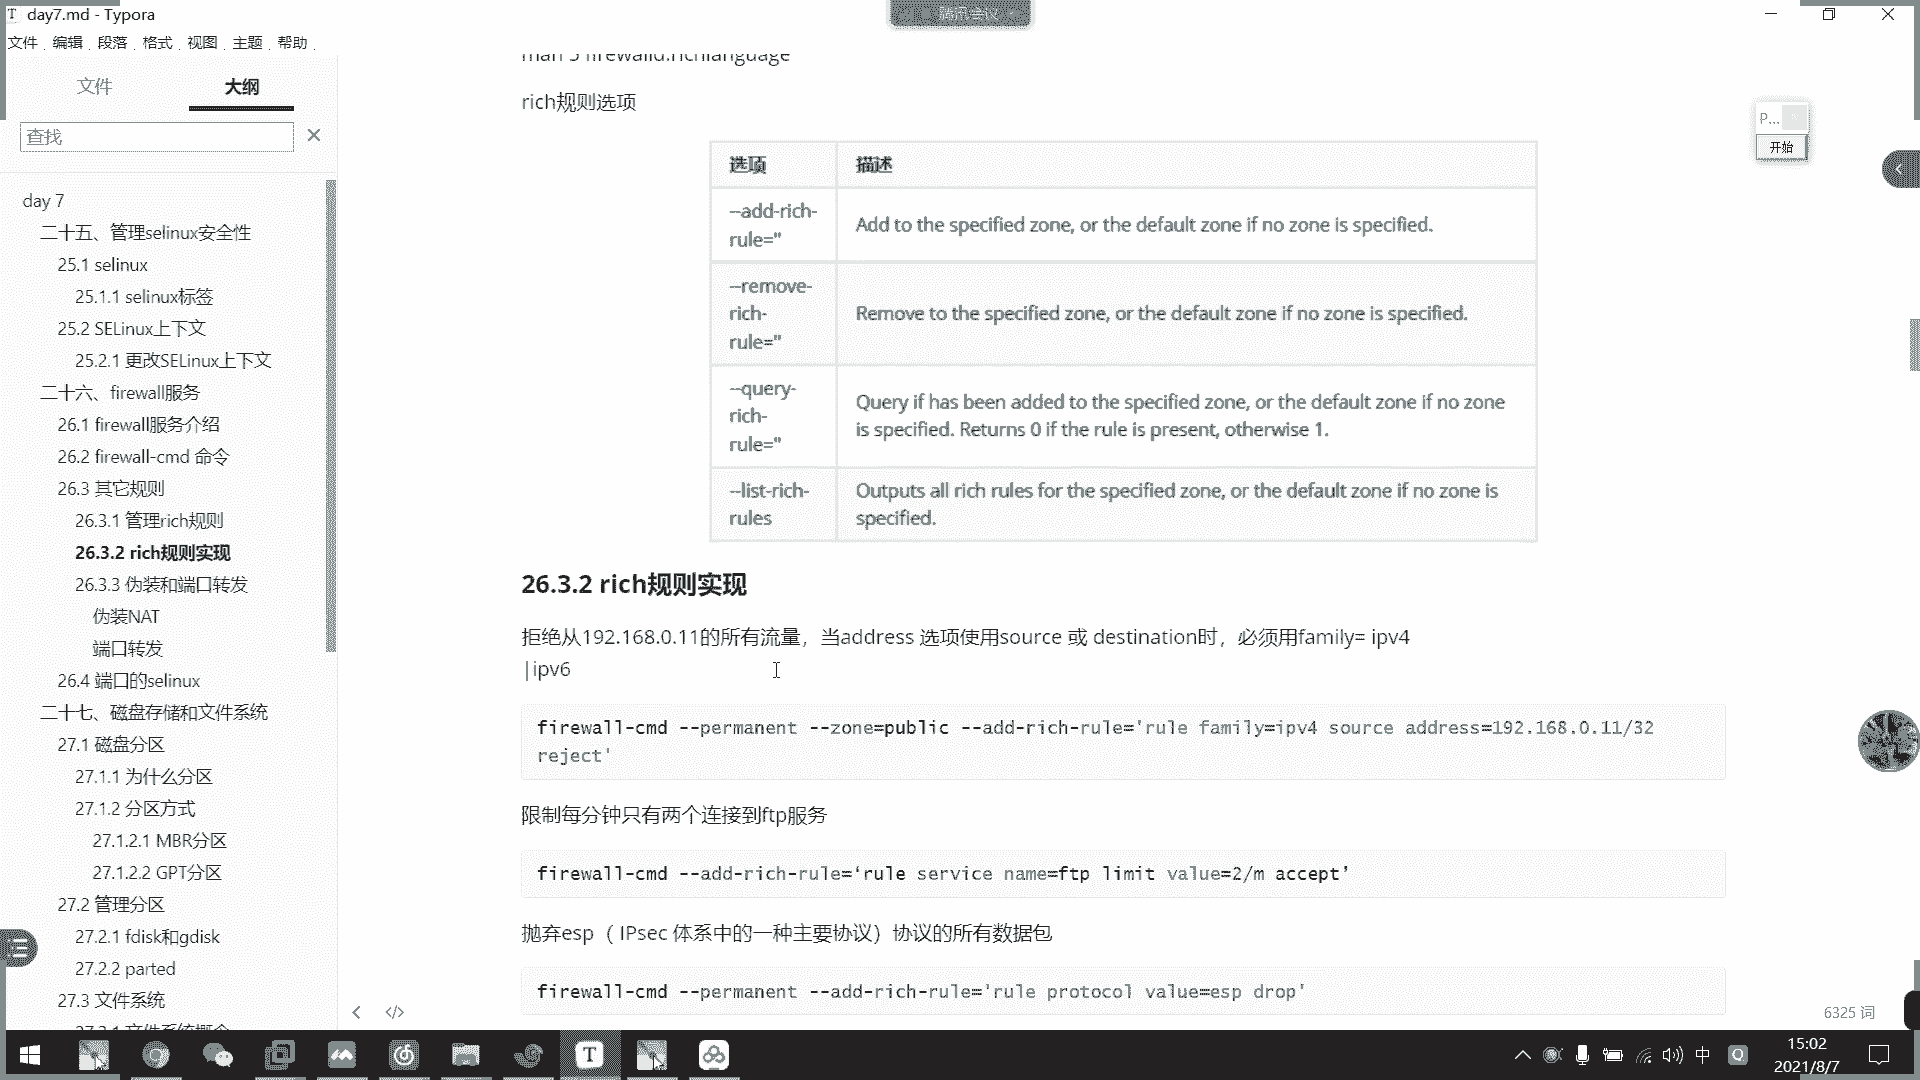 day7.md - Typora
腾讯会议
文件 编辑 段落 格式 视图 主题 帮助
文件
大纲
查找
day 7
二十五、管理selinux安全性
25.1 selinux
25.1.1 selinux标签
25.2 SELinux上下文
25.2.1 更改SELinux上下文
二十六、firewall服务
26.1 firewall服务介绍
26.2 firewall-cmd 命令
26.3 其它规则
26.3.1 管理rich规则
26.3.2 rich规则实现
26.3.3 伪装和端口转发
伪装NAT
端口转发
26.4 端口的selinux
二十七、磁盘存储和文件系统
27.1 磁盘分区
27.1.1 为什么分区
27.1.2 分区方式
27.1.2.1 MBR分区
27.1.2.2 GPT分区
27.2 管理分区
27.2.1 fdisk和gdisk
27.2.2 parted
27.3 文件系统
27.3.1 文件系统概念
man 5 firewalld.richlanguage
rich规则选项
选项
描述
--add-rich-
rule="
Add to the specified zone, or the default zone if no zone is specified.
--remove-
rich-
rule="
Remove to the specified zone, or the default zone if no zone is specified.
--query-
rich-
rule="
Query if has been added to the specified zone, or the default zone if no zone
is specified. Returns 0 if the rule is present, otherwise 1.
--list-rich-
rules
Outputs all rich rules for the specified zone, or the default zone if no zone is
specified.
26.3.2 rich规则实现
拒绝从192.168.0.11的所有流量，当address 选项使用source 或 destination时，必须用family= ipv4
|ipv6
firewall-cmd --permanent --zone=public --add-rich-rule='rule family=ipv4 source address=192.168.0.11/32
reject'
限制每分钟只有两个连接到ftp服务
firewall-cmd --add-rich-rule=‘rule service name=ftp limit value=2/m accept’
抛弃esp（ IPsec 体系中的一种主要协议）协议的所有数据包
firewall-cmd --permanent --add-rich-rule='rule protocol value=esp drop'
6325 词
P...
开始
中
15:02
2021/8/7